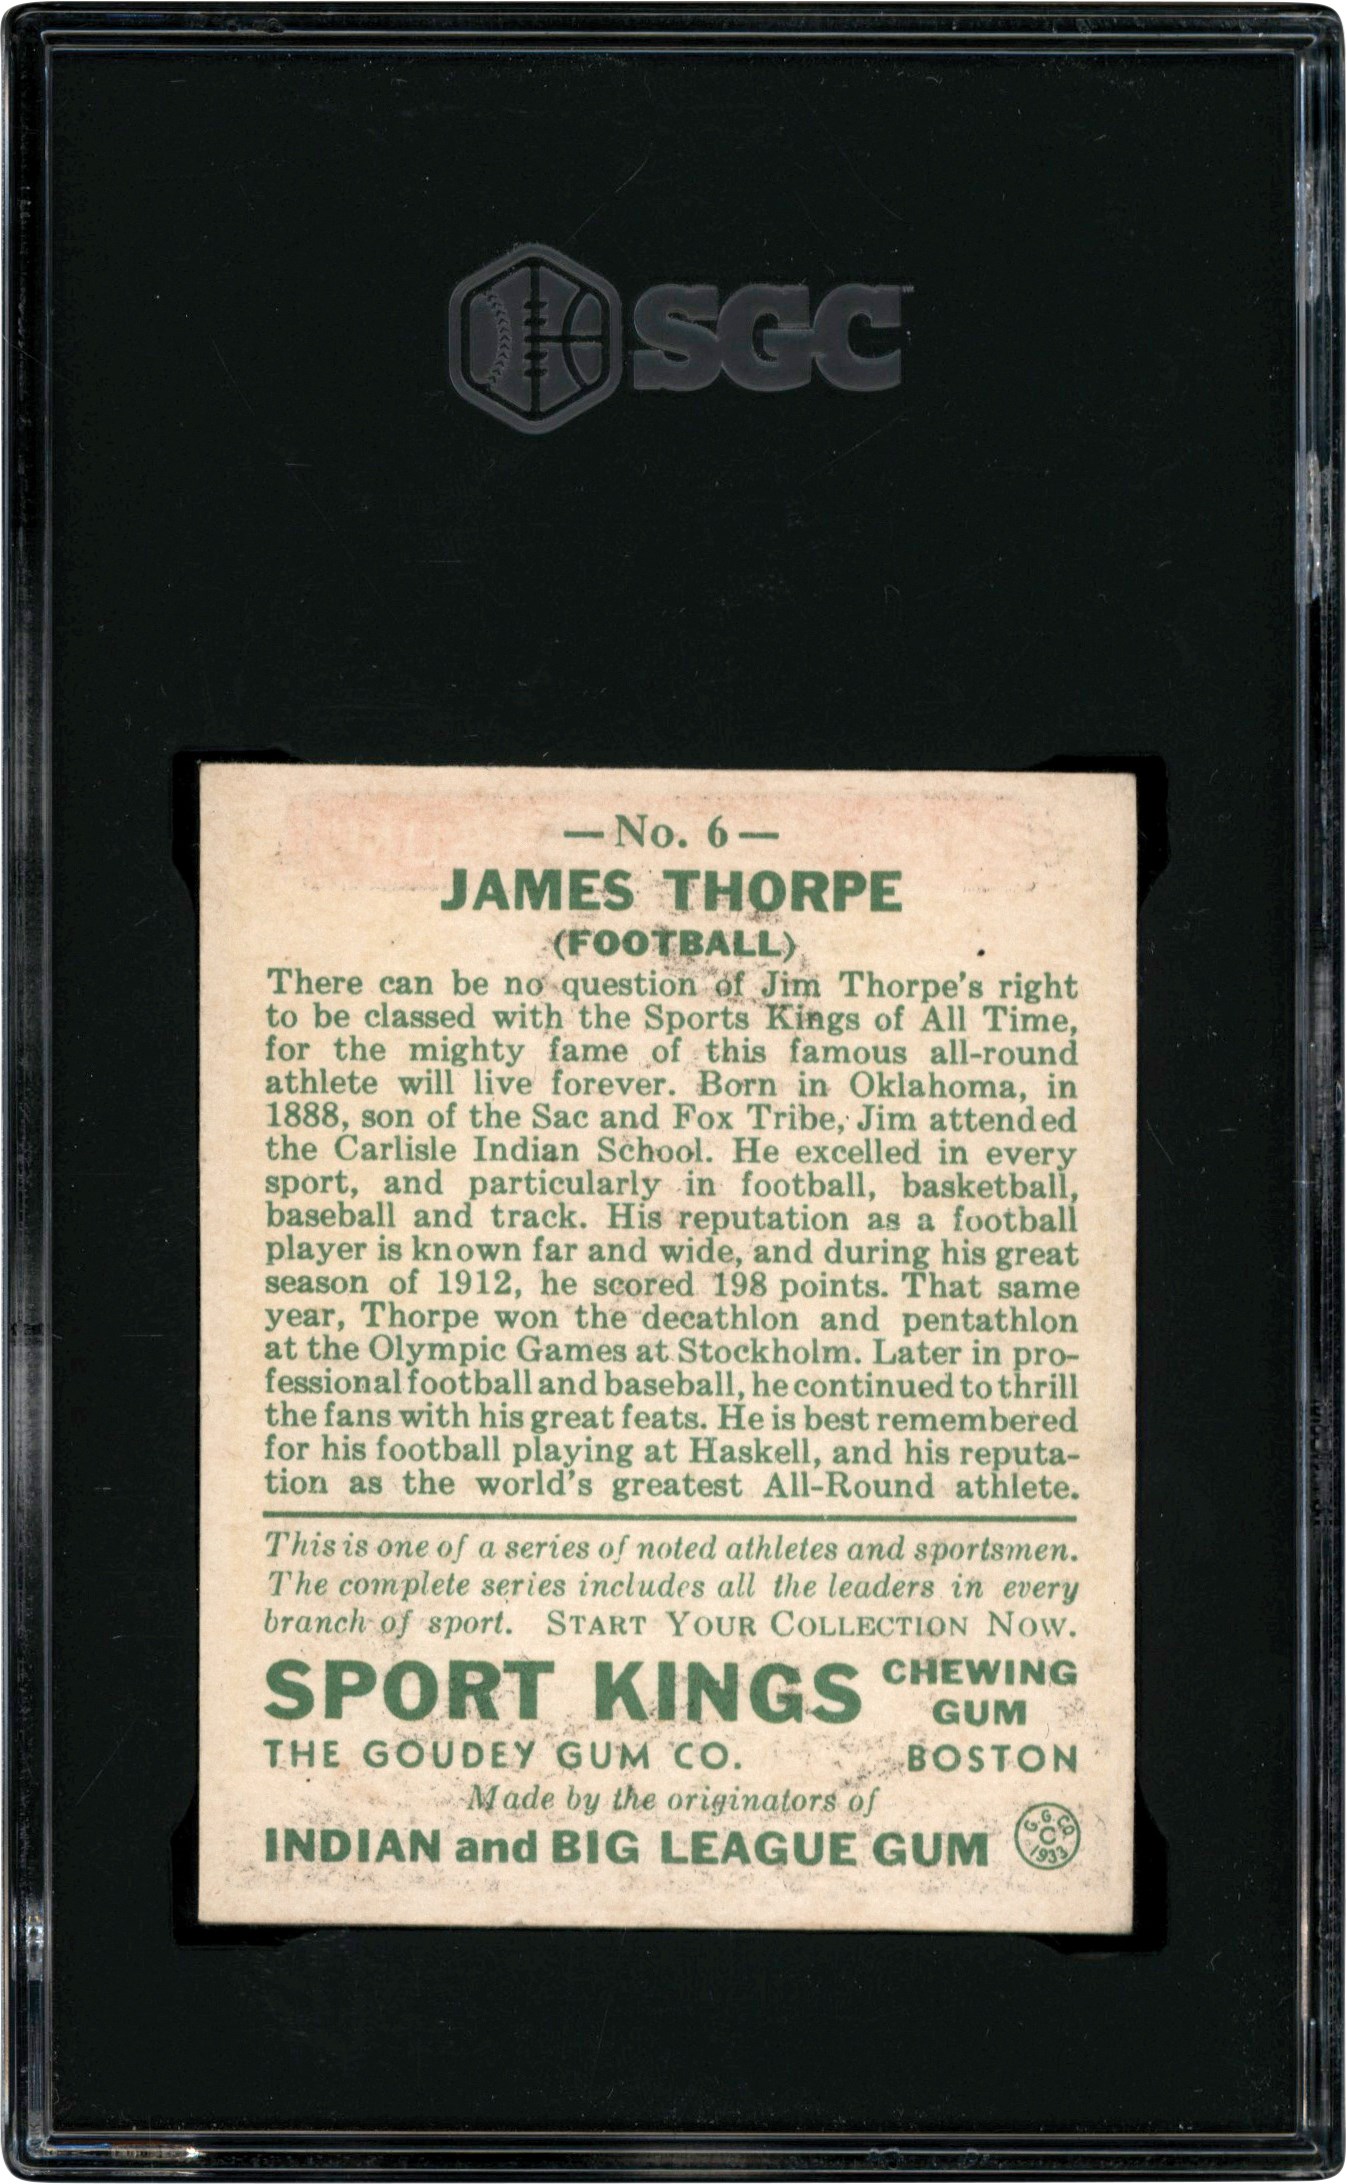 SGC
—No. 6—
JAMES THORPE
(FOOTBALL)
There can be no question of Jim Thorpe's right
to be classed with the Sports Kings of All Time,
for the mighty fame of this famous all-round
athlete will live forever. Born in Oklahoma, in
1888, son of the Sac and Fox Tribe, Jim attended
the Carlisle Indian School. He excelled in every
sport, and particularly in football, basketball,
baseball and track. His reputation as a football
player is known far and wide, and during his great
season of 1912, he scored 198 points. That same
year, Thorpe won the decathlon and pentathlon
at the Olympic Games at Stockholm. Later in pro-
fessional football and baseball, he continued to thrill
the fans with his great feats. He is best remembered
for his football playing at Haskell, and his reputa-
tion as the world's greatest All-Round athlete.
This is one of a series of noted athletes and sportsmen.
The complete series includes all the leaders in every
branch of sport. START YOUR COLLECTION NOW.
SPORT KINGS CHEWING GUM
THE GOUDEY GUM CO. BOSTON
Made by the originators of
INDIAN and BIG LEAGUE GUM
G. G. CO. C 1933